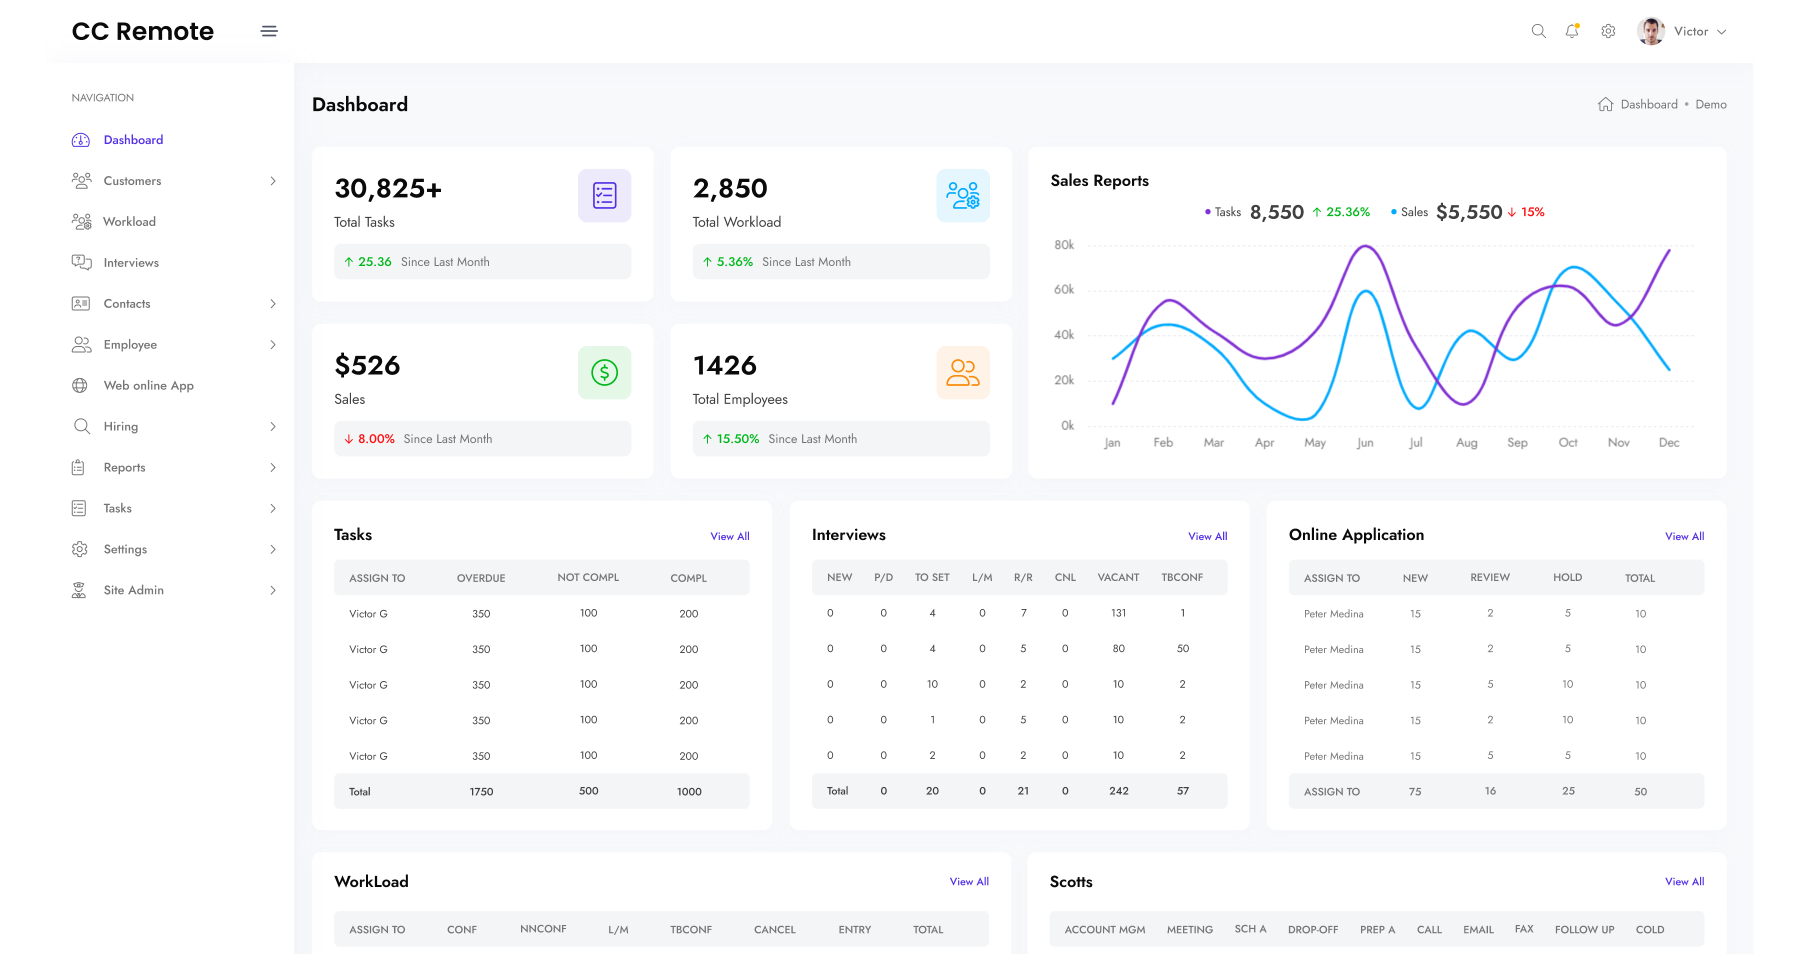 CC Remote
Victor
NAVIGATION
Dashboard
Customers
Workload
Interviews
Contacts
Employee
Web online App
Hiring
Reports
Tasks
Settings
Site Admin
Dashboard
Dashboard • Demo
30,825+
Total Tasks
↑ 25.36 Since Last Month
2,850
Total Workload
↑ 5.36% Since Last Month
$526
Sales
↓ 8.00% Since Last Month
1426
Total Employees
↑ 15.50% Since Last Month
Sales Reports
• Tasks 8,550 ↑ 25.36% • Sales $5,550 ↓ 15%
80k
60k
40k
20k
0k
Jan Feb Mar Apr May Jun Jul Aug Sep Oct Nov Dec
Tasks View All
ASSIGN TO OVERDUE NOT COMPL COMPL
Victor G 350 100 200
Victor G 350 100 200
Victor G 350 100 200
Victor G 350 100 200
Victor G 350 100 200
Total 1750 500 1000
Interviews View All
NEW P/D TO SET L/M R/R CNL VACANT TBCONF
0 0 4 0 7 0 131 1
0 0 4 0 5 0 80 50
0 0 10 0 2 0 10 2
0 0 1 0 5 0 10 2
0 0 2 0 2 0 10 2
Total 0 20 0 21 0 242 57
Online Application View All
ASSIGN TO NEW REVIEW HOLD TOTAL
Peter Medina 15 2 5 10
Peter Medina 15 2 5 10
Peter Medina 15 5 10 10
Peter Medina 15 2 10 10
Peter Medina 15 5 5 10
ASSIGN TO 75 16 25 50
WorkLoad View All
ASSIGN TO CONF NNCONF L/M TBCONF CANCEL ENTRY TOTAL
Scotts View All
ACCOUNT MGM MEETING SCH A DROP-OFF PREP A CALL EMAIL FAX FOLLOW UP COLD